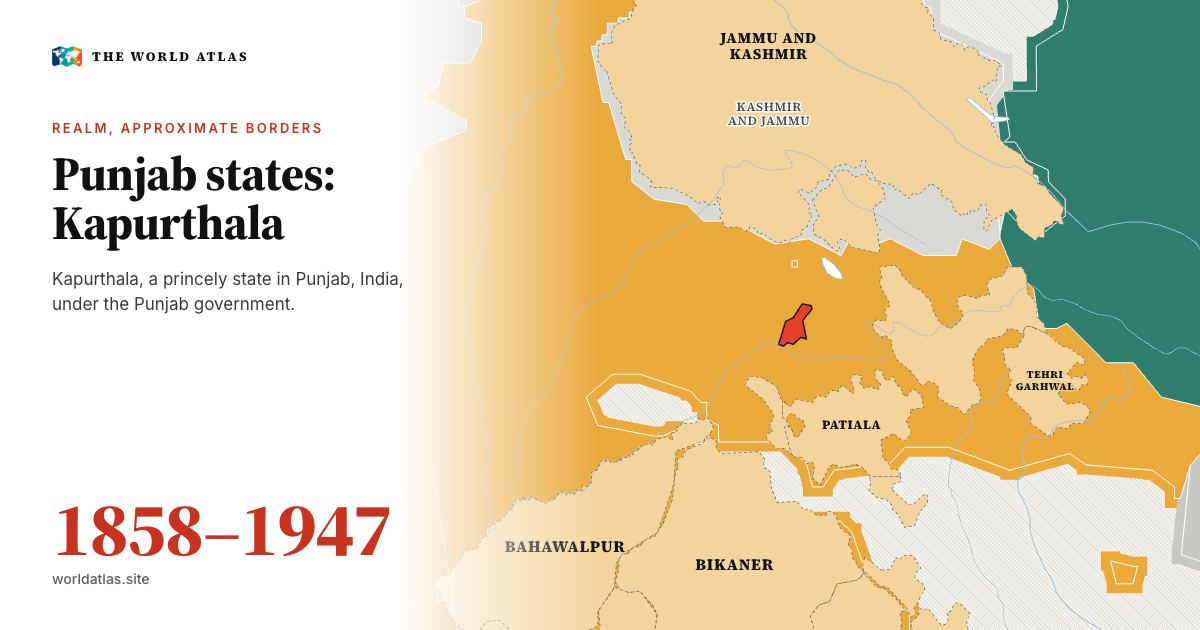 THE WORLD ATLAS
REALM, APPROXIMATE BORDERS
Punjab states:
Kapurthala
Kapurthala, a princely state in Punjab, India,
under the Punjab government.
1858–1947
worldatlas.site
JAMMU AND
KASHMIR
KASHMIR
AND JAMMU
TEHRI
GARHWAL
PATIALA
BAHAWALPUR
BIKANER